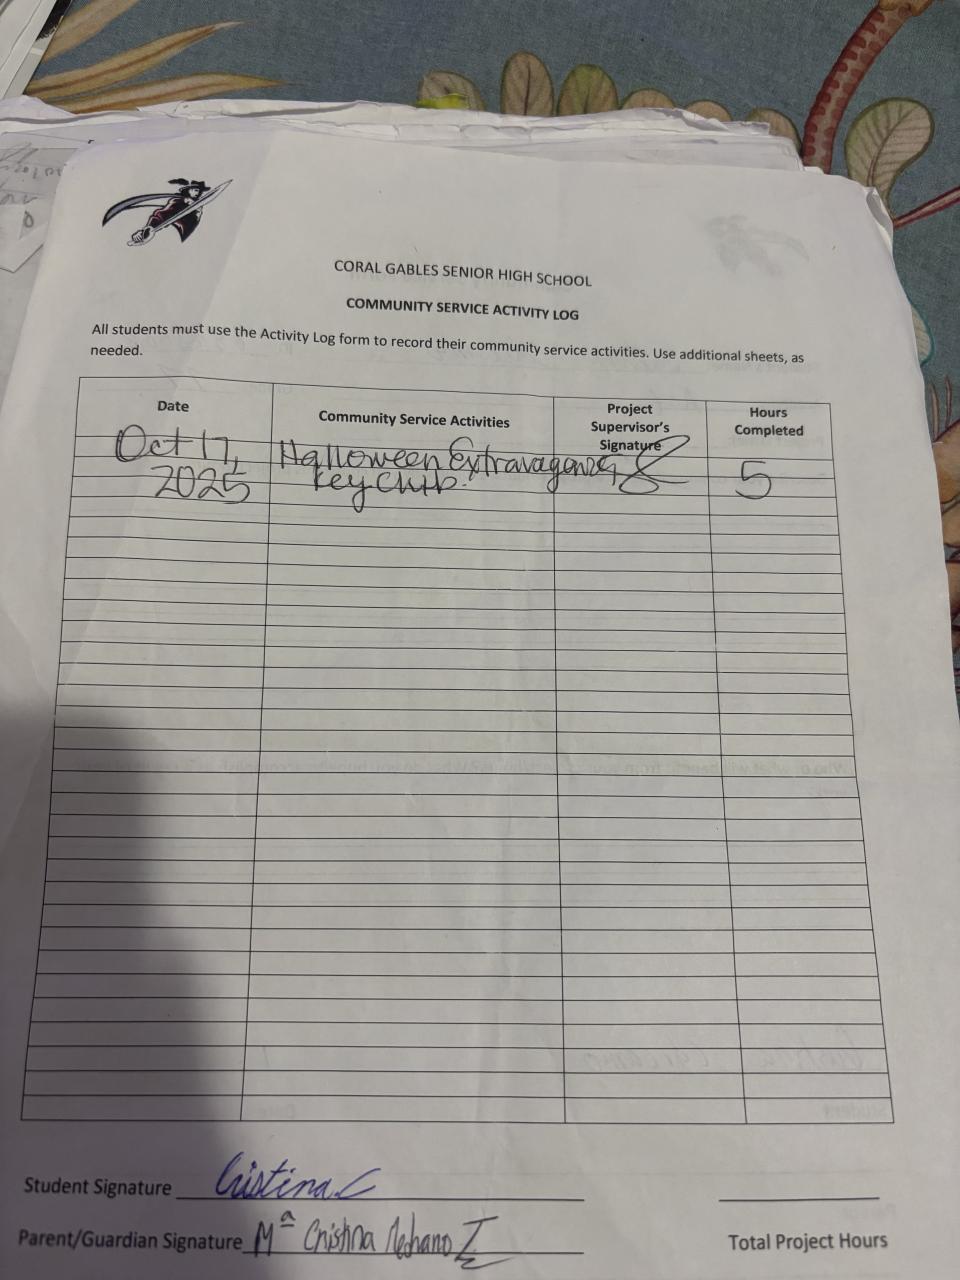 CORAL GABLES SENIOR HIGH SCHOOL
COMMUNITY SERVICE ACTIVITY LOG
All students must use the Activity Log form to record their community service activities. Use additional sheets, as
needed.
Date
Community Service Activities
Project
Supervisor's
Signature
Hours
Completed
Oct 17,
2025
Halloween Extravaganza
Key Club.
5
Student Signature Cristina C
Parent/Guardian Signature Mª Cristina
Total Project Hours